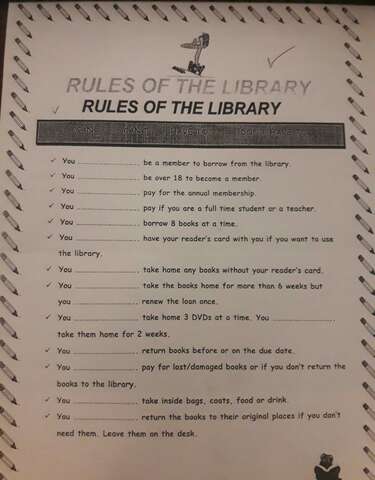 RULES OF THE LIBRARY
RULES OF THE LIBRARY
You .................... be a member to borrow from the library.
You .................... be over 18 to become a member.
You .................... pay for the annual membership.
You .................... pay if you are a full time student or a teacher.
You .................... borrow 8 books at a time.
You .................... have your reader's card with you if you want to use
the library.
You .................... take home any books without your reader's card.
You .................... take the books home for more than 6 weeks but
you .................... renew the loan once.
You .................... take home 3 DVDs at a time. You ....................
take them home for 2 weeks.
You .................... return books before or on the due date.
You .................... pay for lost/damaged books or if you don't return the
books to the library.
You .................... take inside bags, coats, food or drink.
You .................... return the books to their original places if you don't
need them. Leave them on the desk.